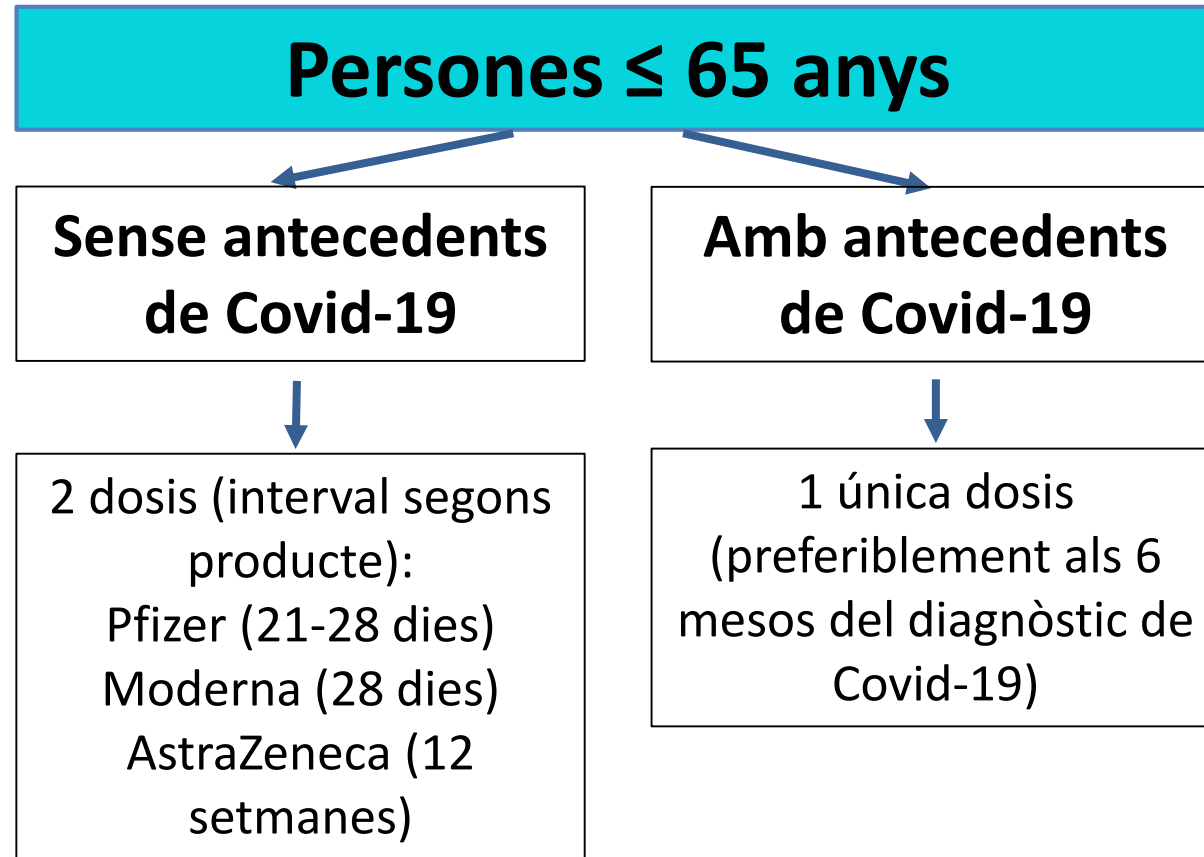 Persones ≤ 65 anys
Sense antecedents
de Covid-19
Amb antecedents
de Covid-19
2 dosis (interval segons
producte):
Pfizer (21-28 dies)
Moderna (28 dies)
AstraZeneca (12
setmanes)
1 única dosis
(preferiblement als 6
mesos del diagnòstic de
Covid-19)